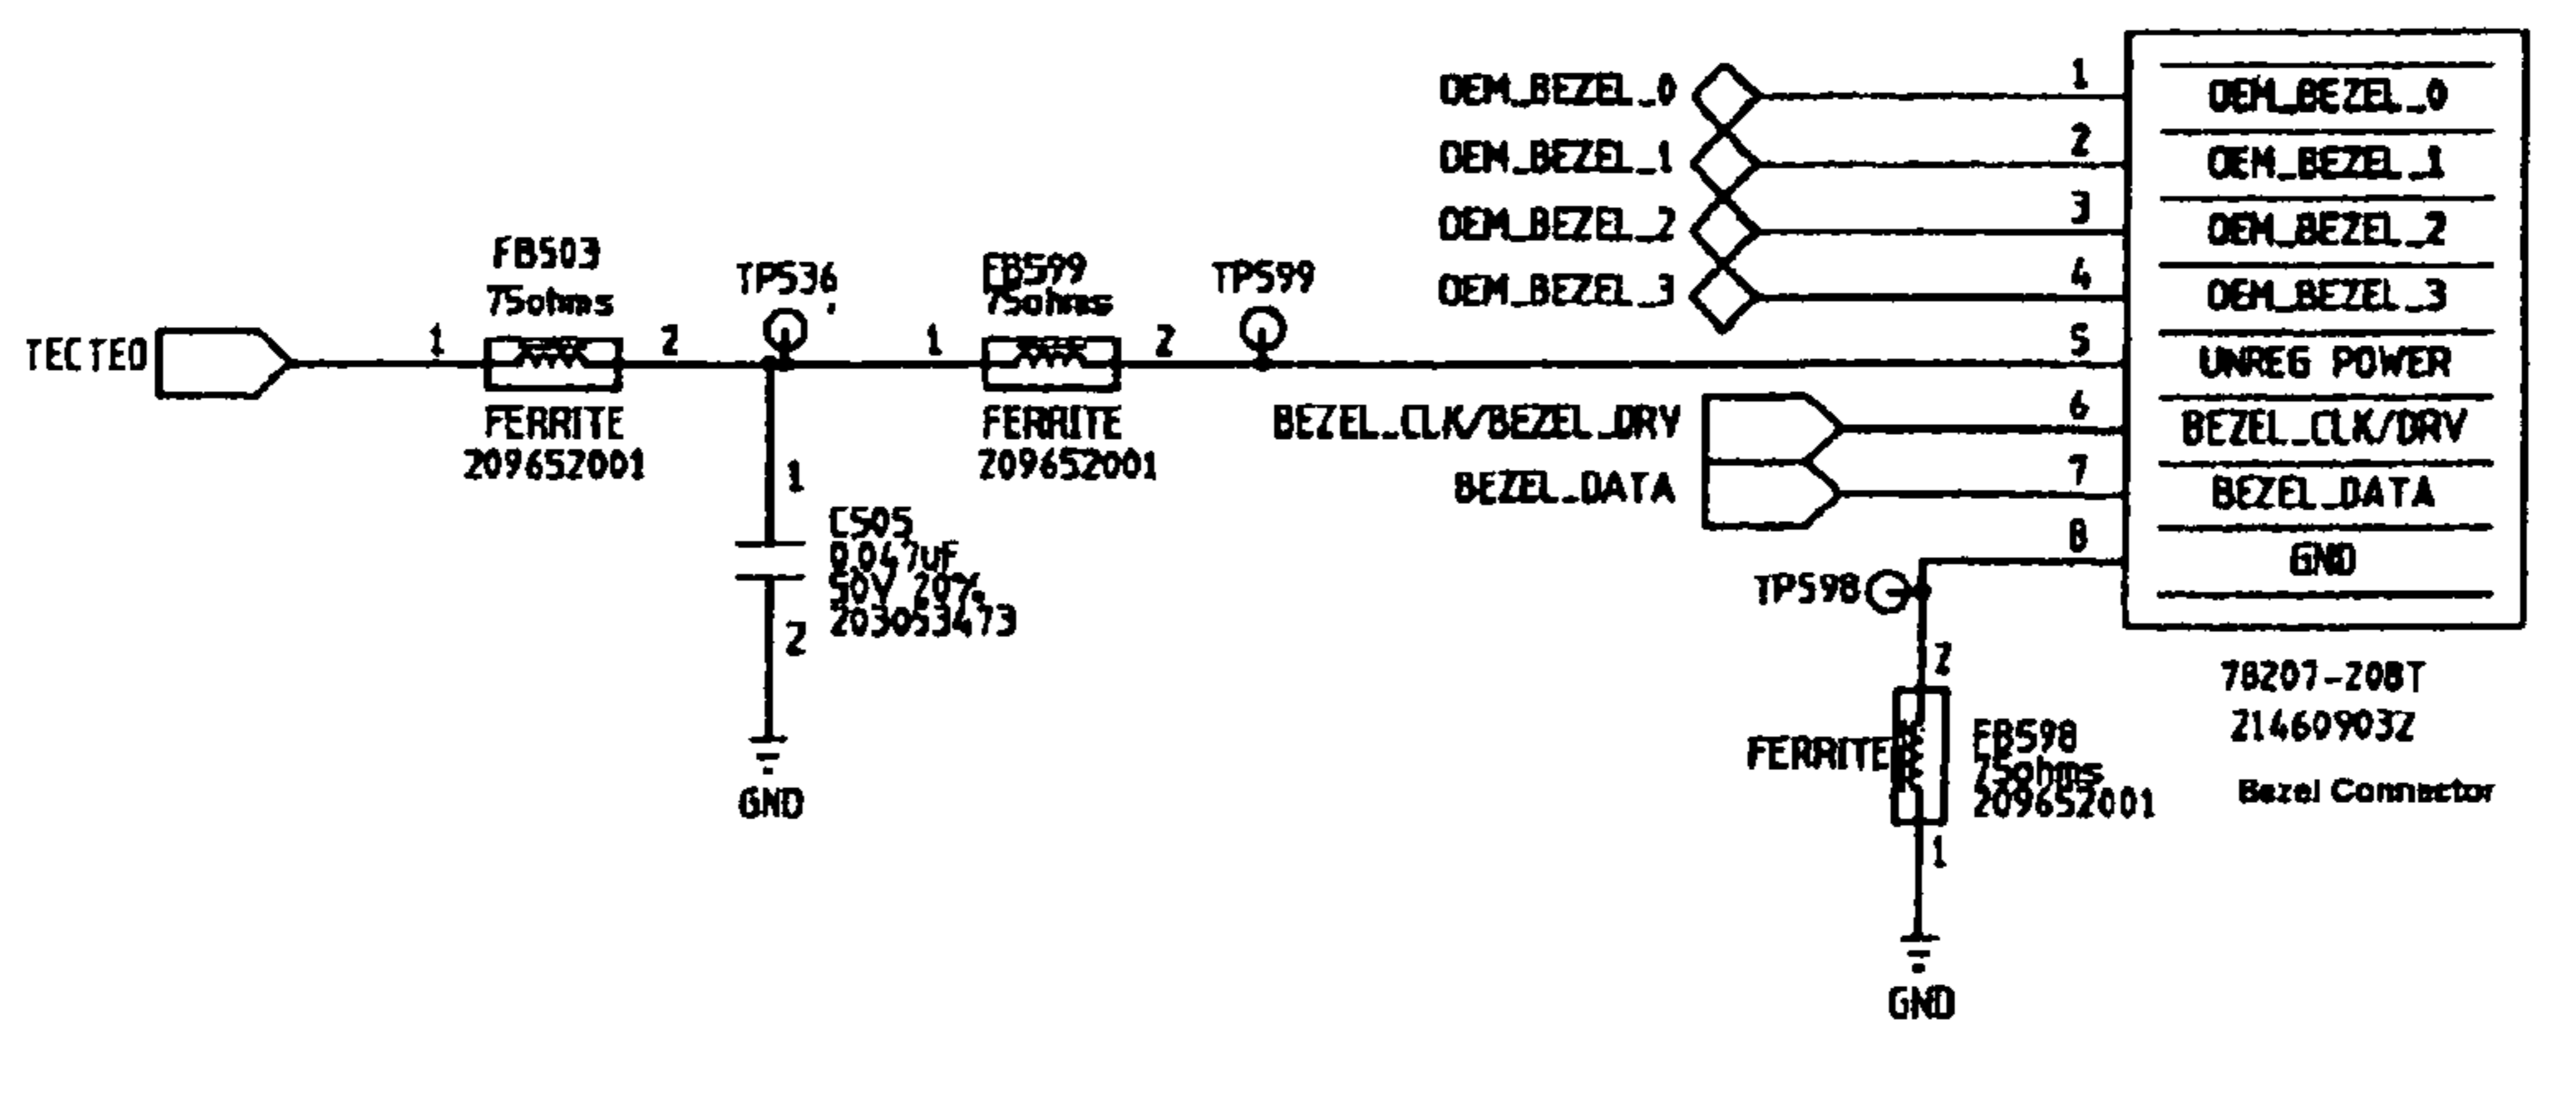 OEM_BEZEL_0
1
OEM_BEZEL_0
OEM_BEZEL_1
2
OEM_BEZEL_1
OEM_BEZEL_2
3
OEM_BEZEL_2
OEM_BEZEL_3
4
OEM_BEZEL_3
TECTED
1
FB503
75ohms
2
FERRITE
209652001
TP536
1
FB599
75ohms
2
FERRITE
209652001
TP599
5
UNREG POWER
BEZEL_CLK/BEZEL_DRV
6
BEZEL_CLK/DRV
BEZEL_DATA
7
BEZEL_DATA
8
GND
1
C505
0.047uF
50V 20%
203053473
2
GND
TP598
2
FERRITE
FB598
75ohms
209652001
1
GND
78207-208T
214609032
Bezel Connector